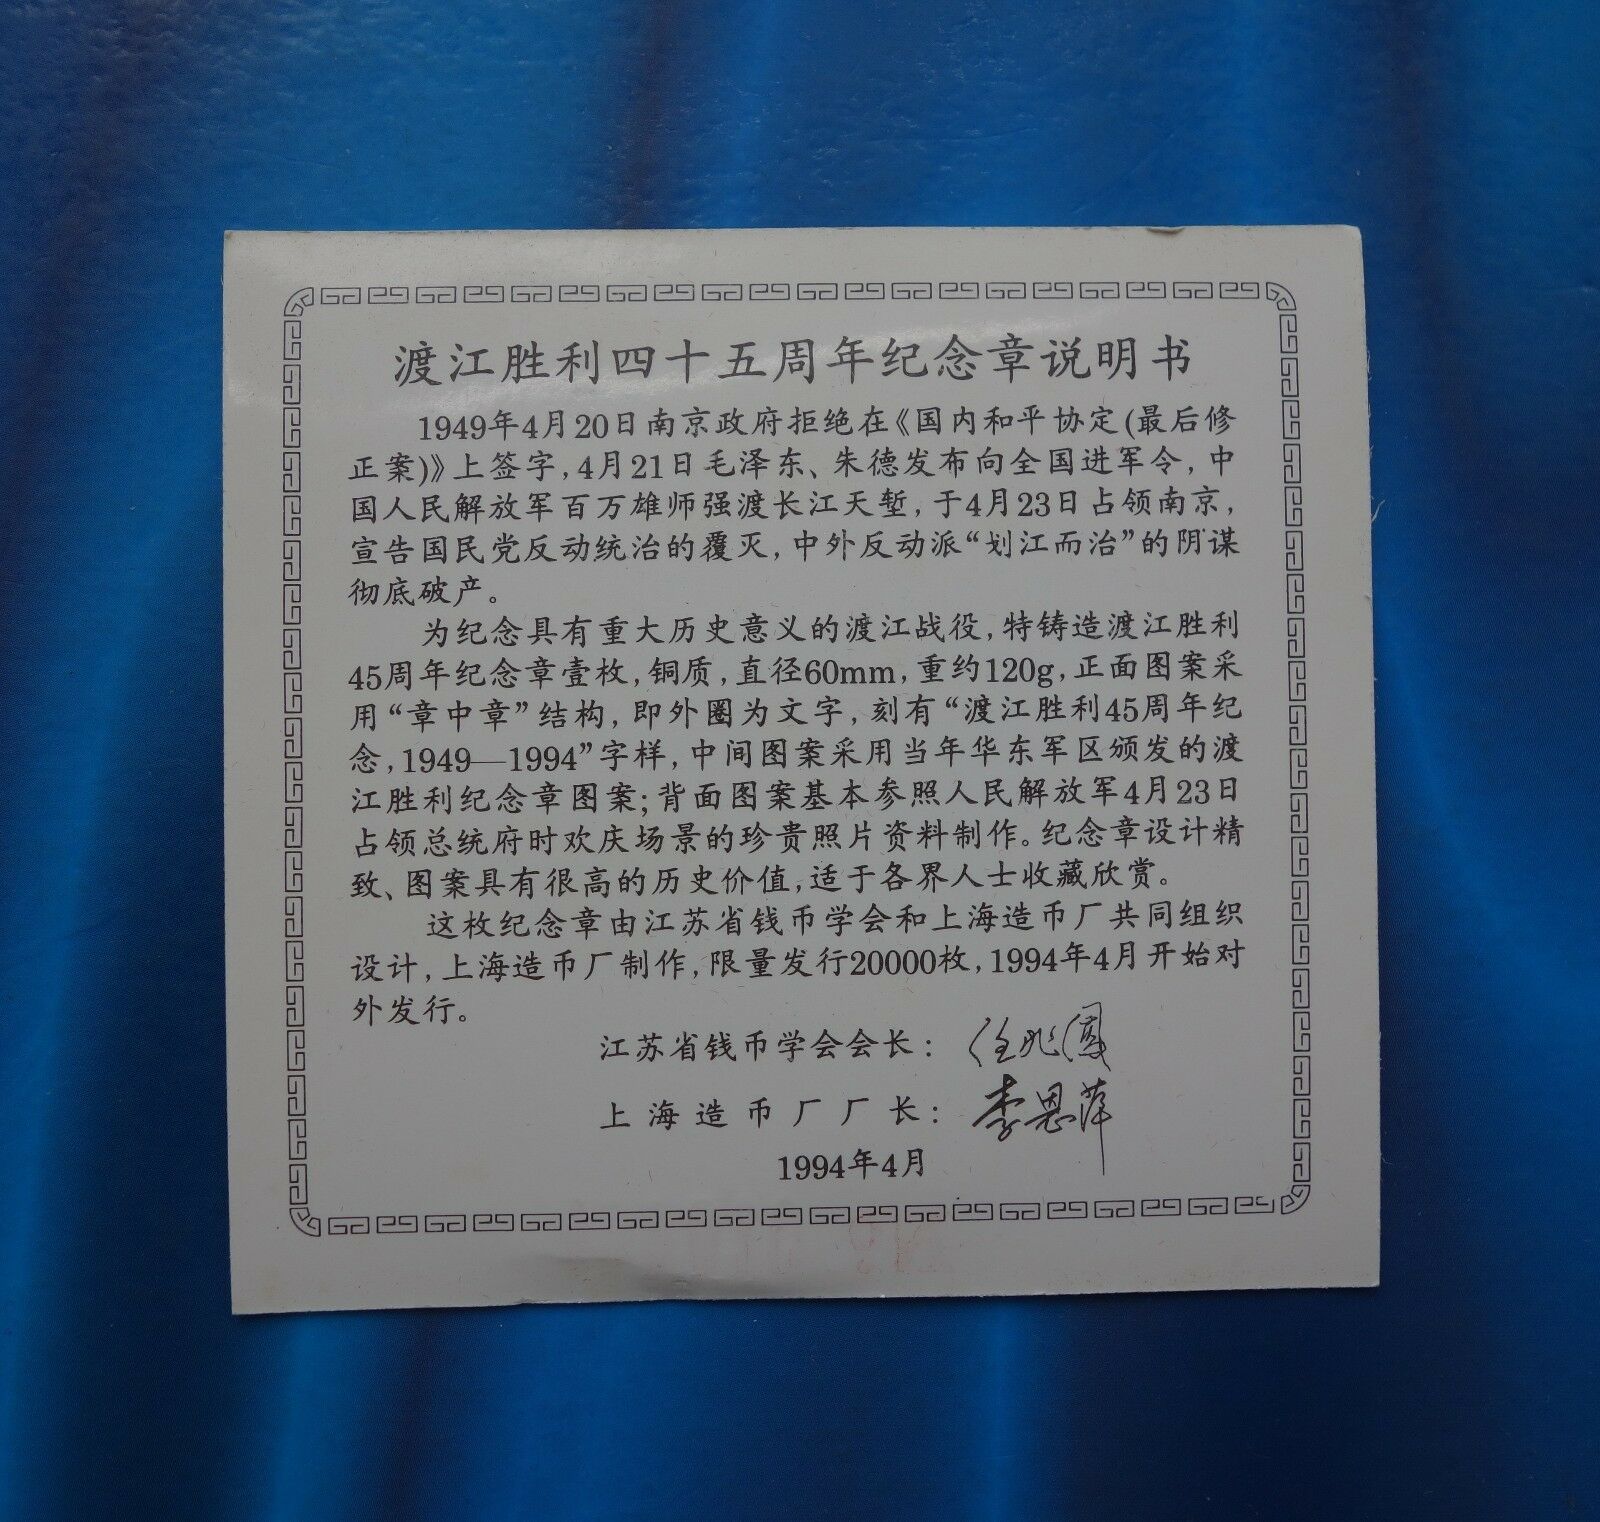 渡江胜利四十五周年纪念章说明书
1949年4月20日南京政府拒绝在《国内和平协定(最后修
正案)》上签字,4月21日毛泽东、朱德发布向全国进军令,中
国人民解放军百万雄师强渡长江天堑,于4月23日占领南京,
宣告国民党反动统治的覆灭,中外反动派“划江而治”的阴谋
彻底破产。
为纪念具有重大历史意义的渡江战役,特铸造渡江胜利
45周年纪念章壹枚,铜质,直径60mm,重约120g,正面图案采
用“章中章”结构,即外圈为文字,刻有“渡江胜利45周年纪
念,1949—1994”字样,中间图案采用当年华东军区颁发的渡
江胜利纪念章图案;背面图案基本参照人民解放军4月23日
占领总统府时欢庆场景的珍贵照片资料制作。纪念章设计精
致、图案具有很高的历史价值,适于各界人士收藏欣赏。
这枚纪念章由江苏省钱币学会和上海造币厂共同组织
设计,上海造币厂制作,限量发行20000枚,1994年4月开始对
外发行。
江苏省钱币学会会长:
上海造币厂厂长:李恩萍
1994年4月